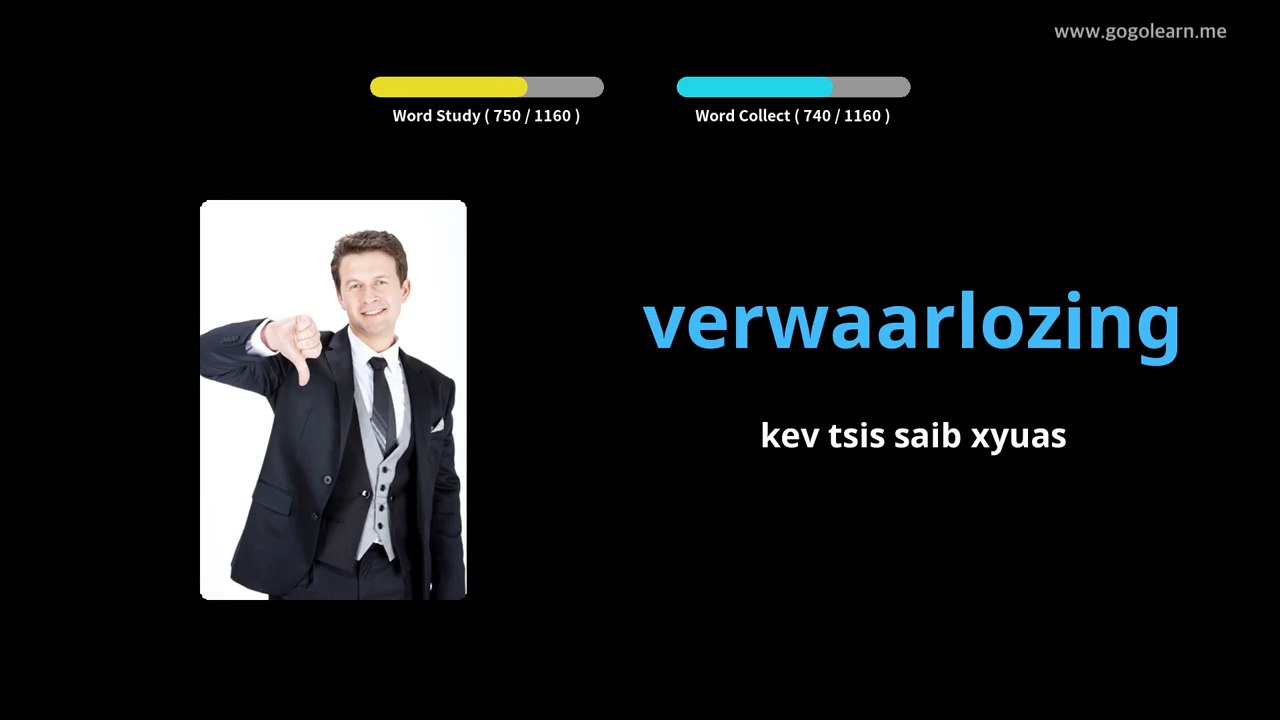 www.gogolearn.me
Word Study ( 750 / 1160 )
Word Collect ( 740 / 1160 )
verwaarlozing
kev tsis saib xyuas